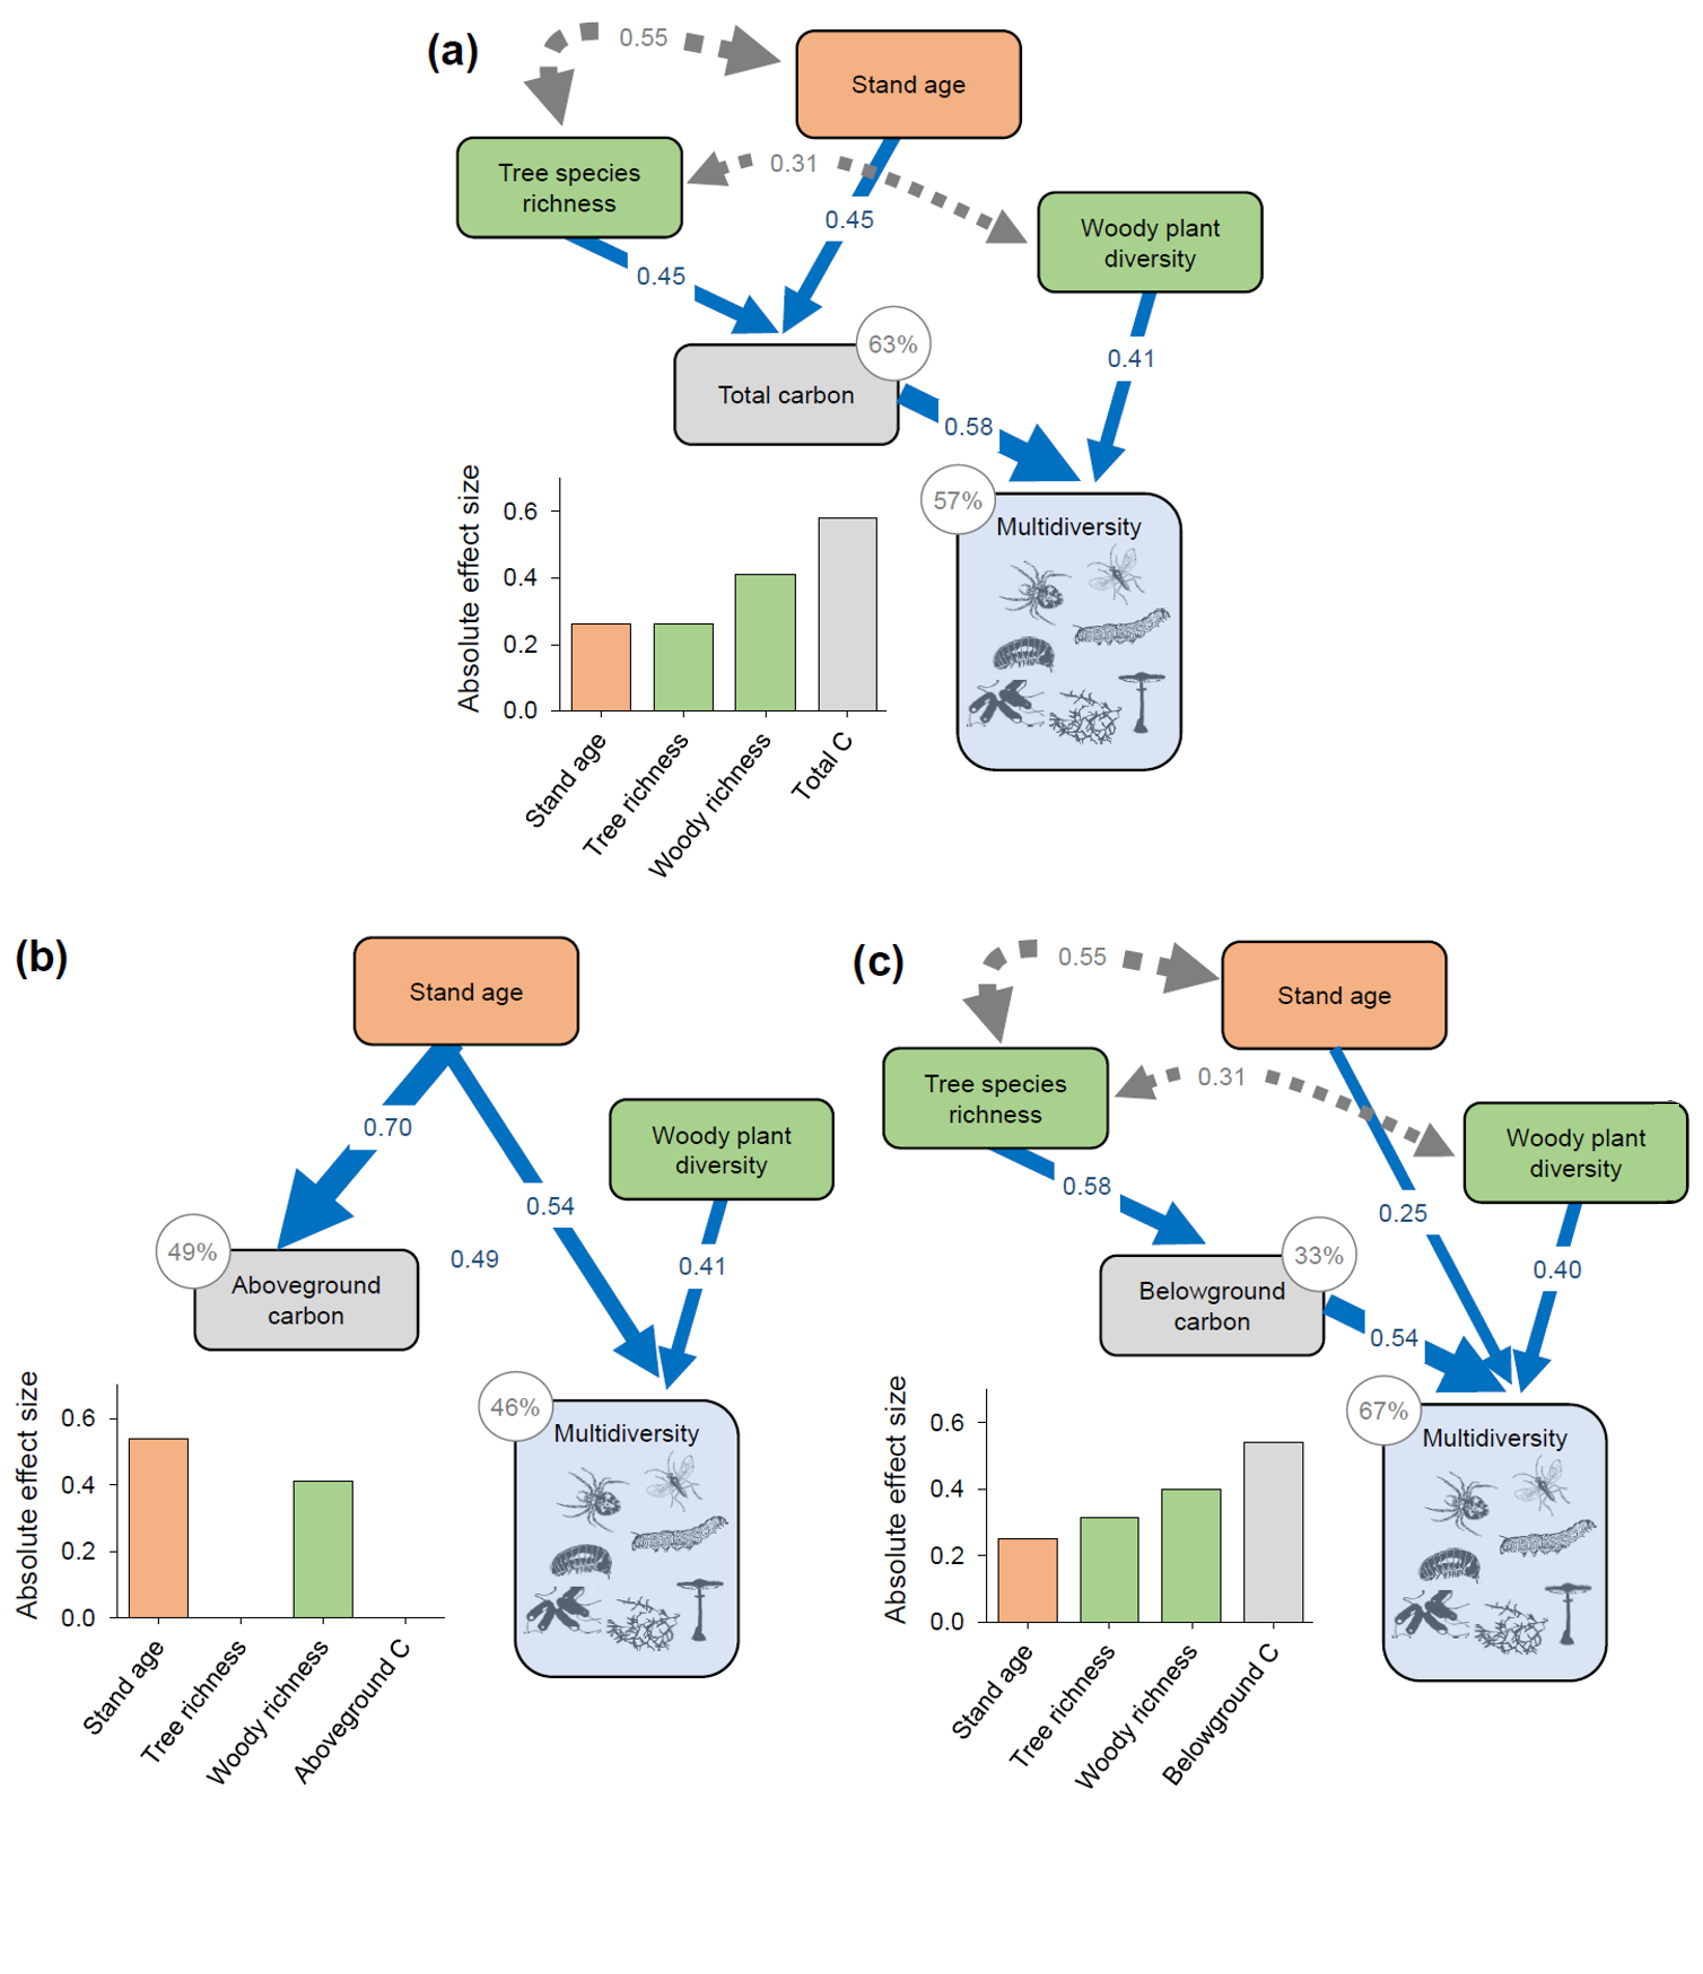 (a)
0.55
Stand age
Tree species
richness
0.31
0.45
Woody plant
diversity
0.45
63%
0.41
Total carbon
0.58
57%
Multidiversity
Absolute effect size
0.6
0.4
0.2
0.0
Stand age
Tree richness
Woody richness
Total C
(b)
Stand age
0.70
Woody plant
diversity
0.54
0.49
0.41
49%
Aboveground
carbon
46%
Multidiversity
Absolute effect size
0.6
0.4
0.2
0.0
Stand age
Tree richness
Woody richness
Aboveground C
(c)
0.55
Stand age
Tree species
richness
0.31
Woody plant
diversity
0.58
0.25
33%
0.40
Belowground
carbon
0.54
67%
Multidiversity
Absolute effect size
0.6
0.4
0.2
0.0
Stand age
Tree richness
Woody richness
Belowground C